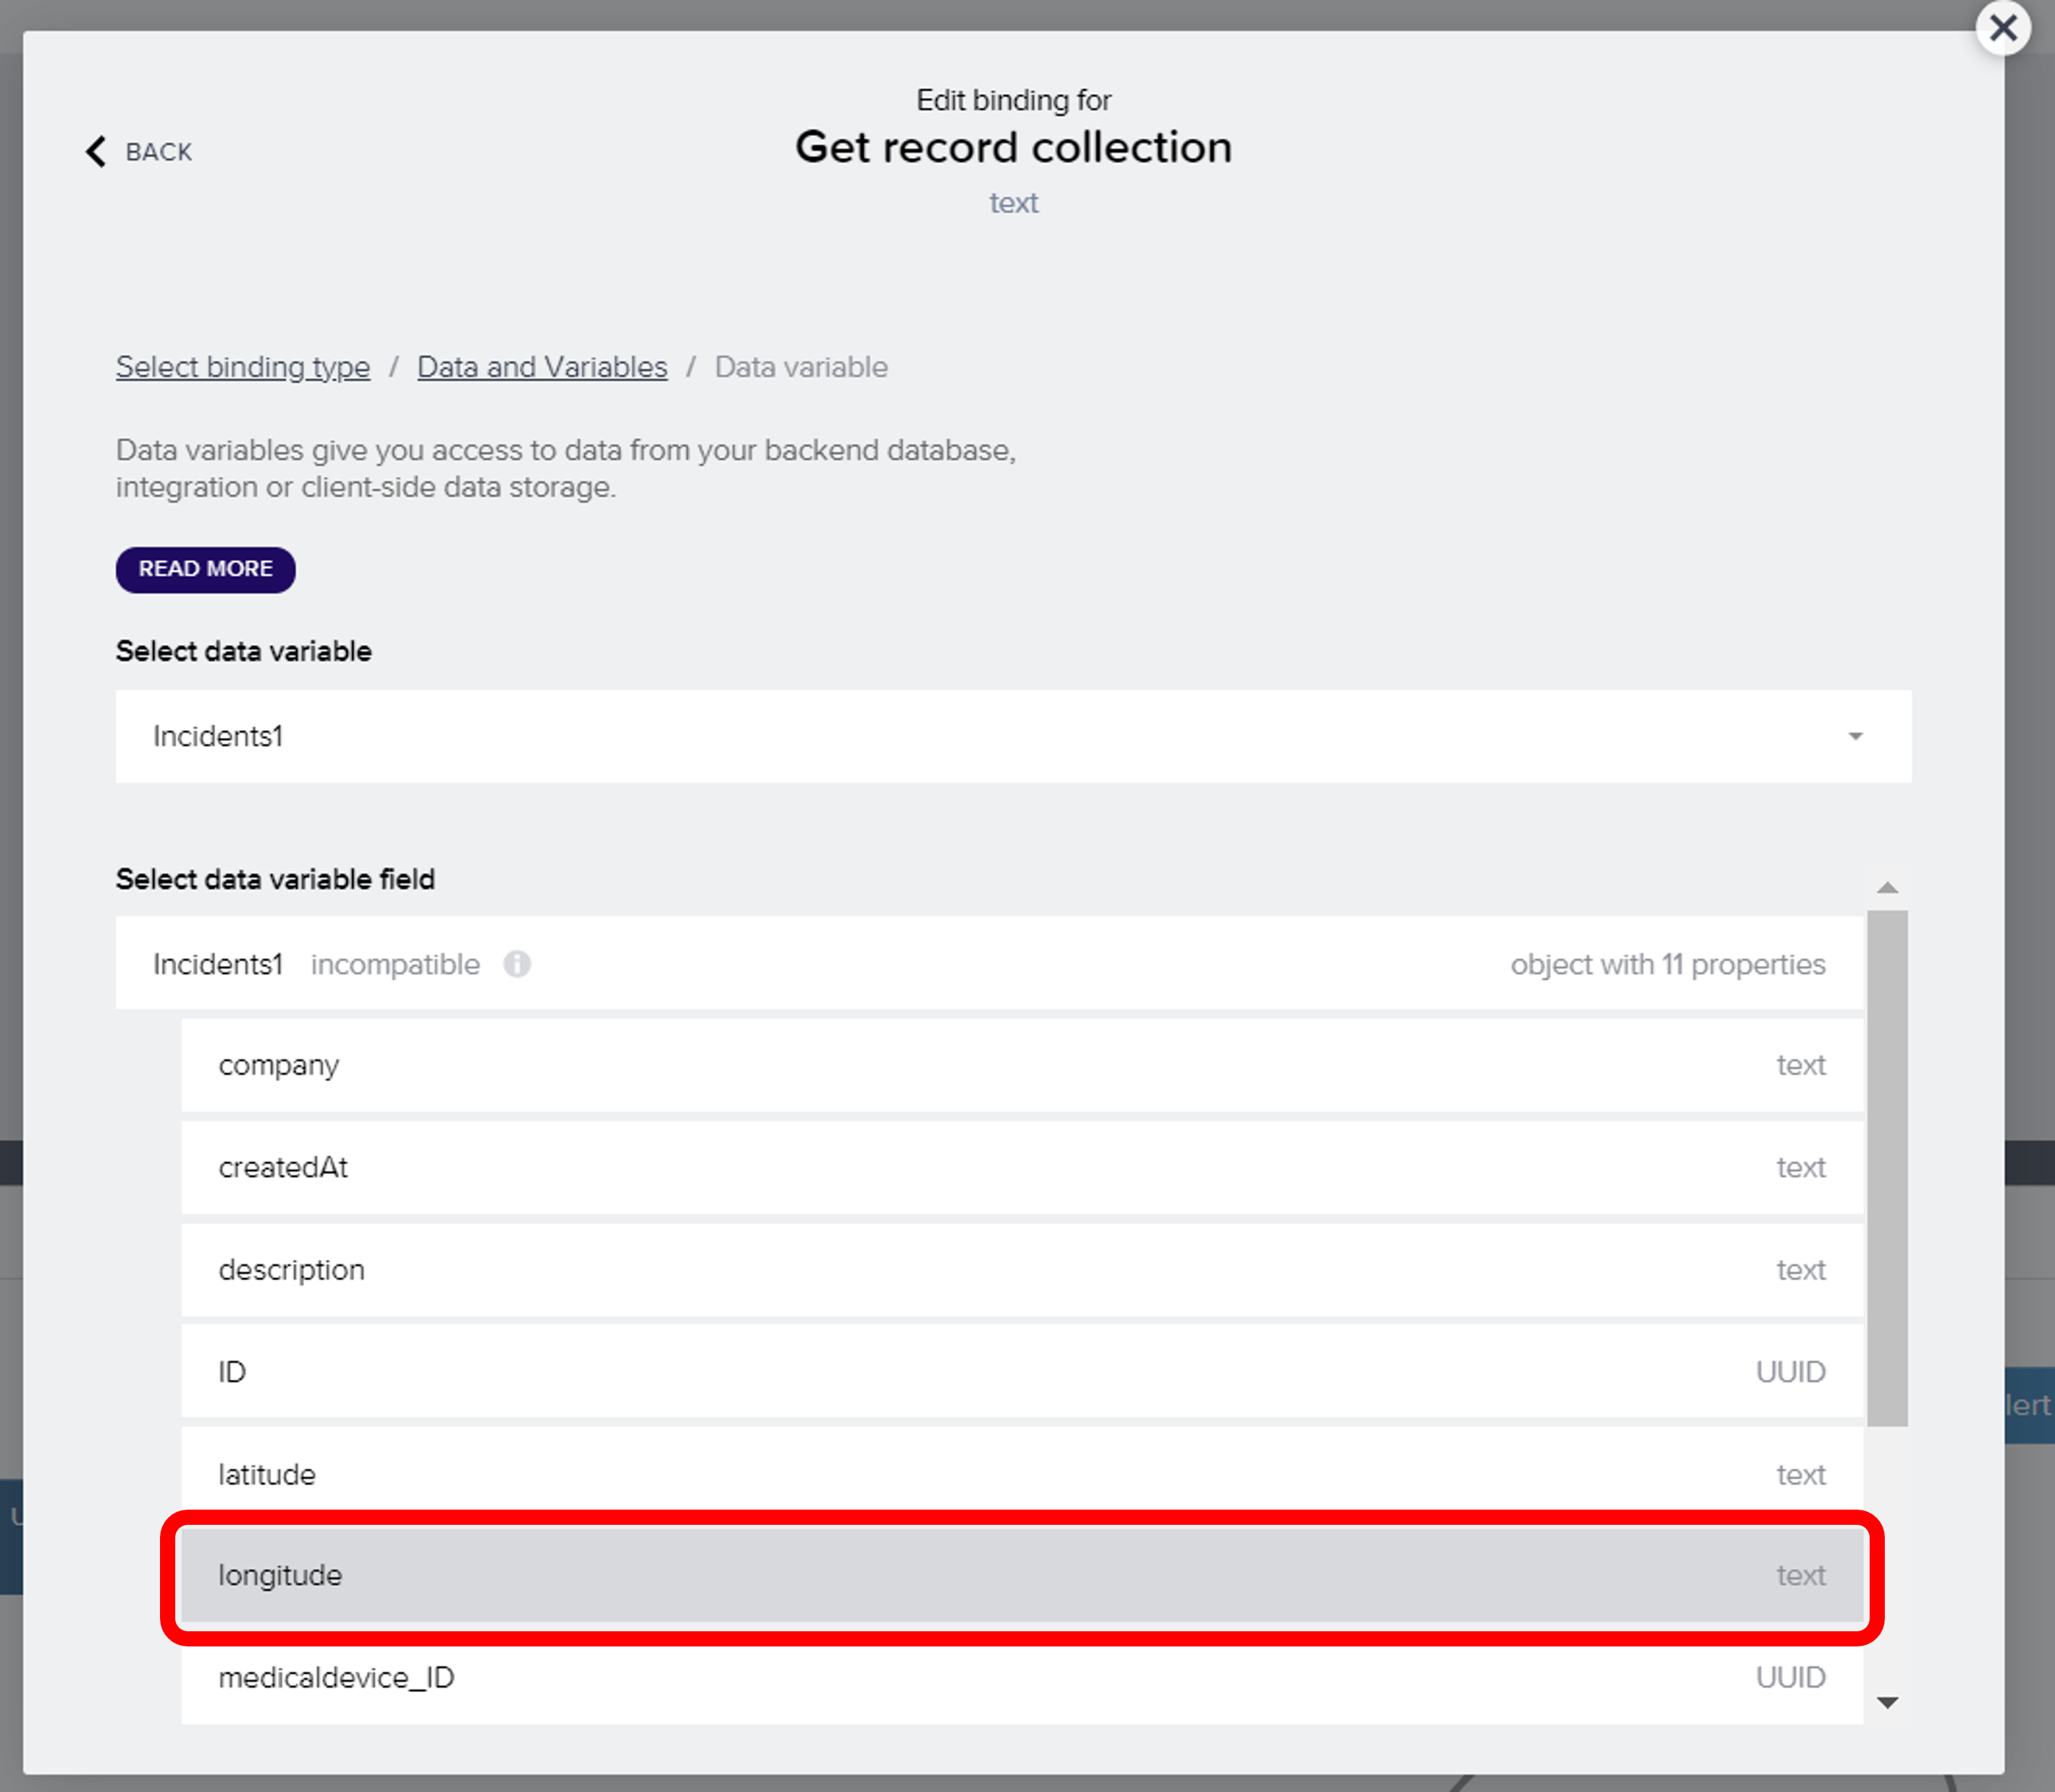 Edit binding for
BACK
Get record collection
text
Select binding type / Data and Variables / Data variable
Data variables give you access to data from your backend database,
integration or client-side data storage.
READ MORE
Select data variable
Incidents1
Select data variable field
Incidents1 incompatible object with 11 properties
company text
createdAt text
description text
ID UUID
lert
latitude text
longitude text
medicaldevice_ID UUID